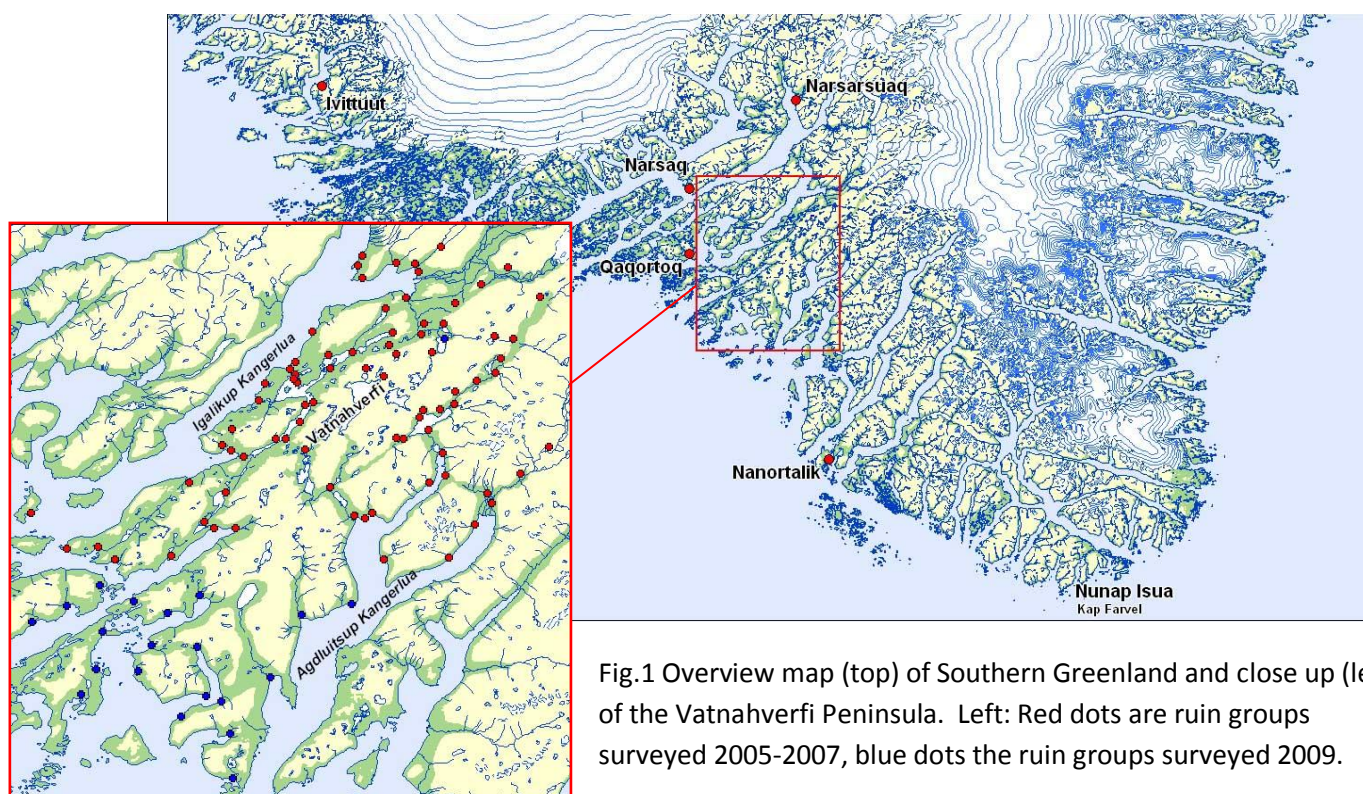 Ivittuut
Narsarsuaq
Narsaq
Qaqortoq
Nanortalik
Nunap Isua
Kap Farvel
Igalikup Kangerlua
Vatnahverfi
Agdluitsup Kangerlua
Fig.1 Overview map (top) of Southern Greenland and close up (le
of the Vatnahverfi Peninsula. Left: Red dots are ruin groups
surveyed 2005-2007, blue dots the ruin groups surveyed 2009.